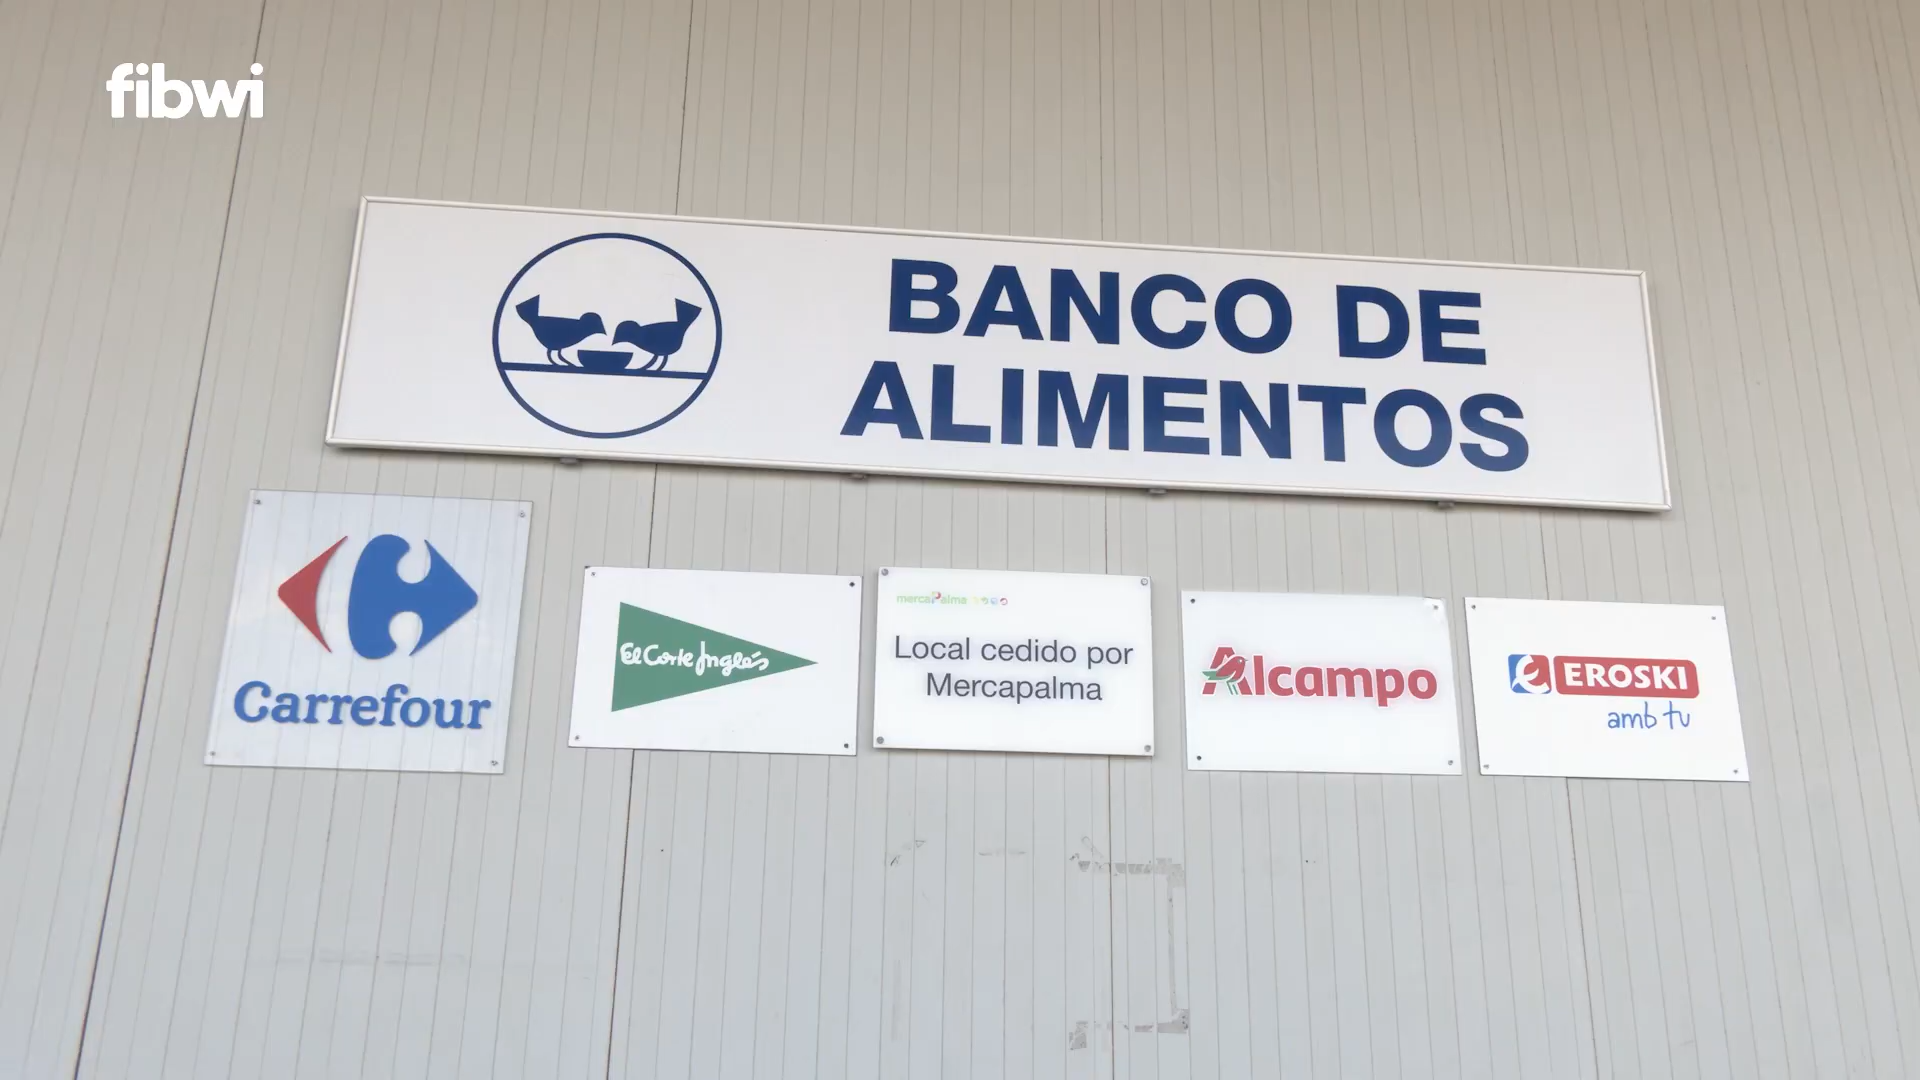 fibwi
BANCO DE
ALIMENTOS
Carrefour
El Corte Inglés
mercaPalma
Local cedido por
Mercapalma
Alcampo
EROSKI
amb tu